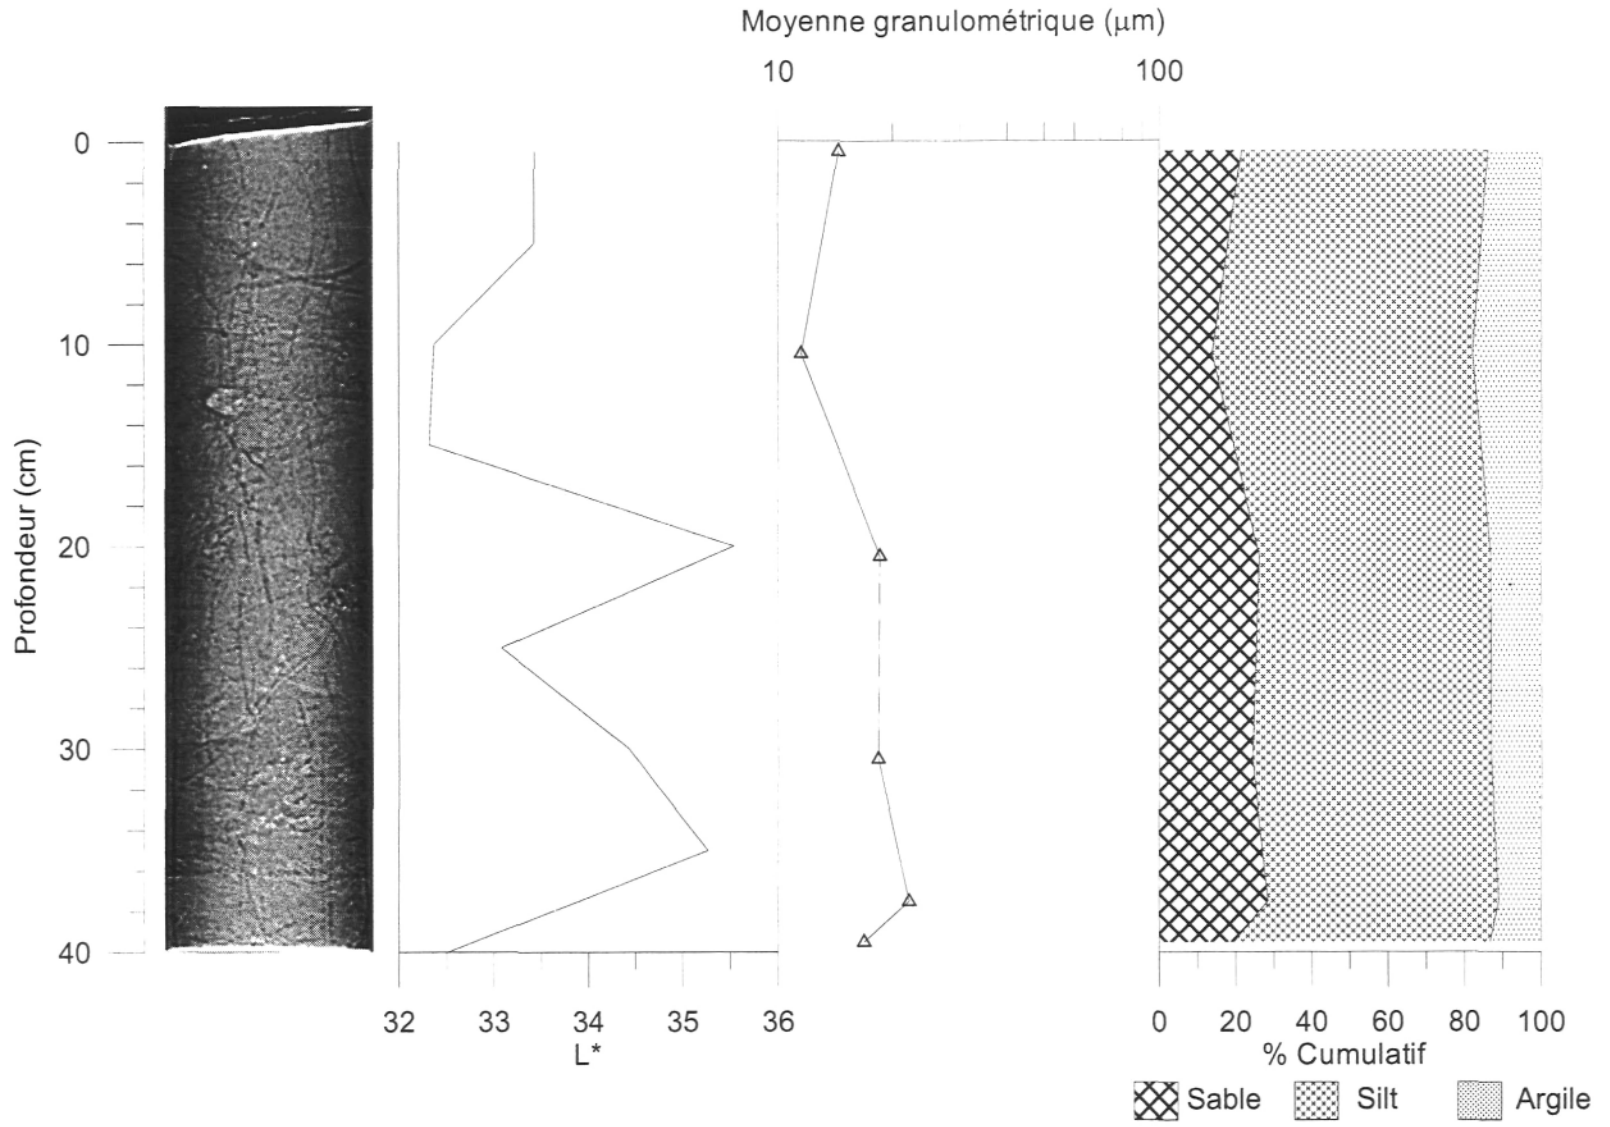 Moyenne granulométrique (μm)
10 100
0
10
20
30
40
Profondeur (cm)
32 33 34 35 36
L*
0 20 40 60 80 100
% Cumulatif
Sable Silt Argile